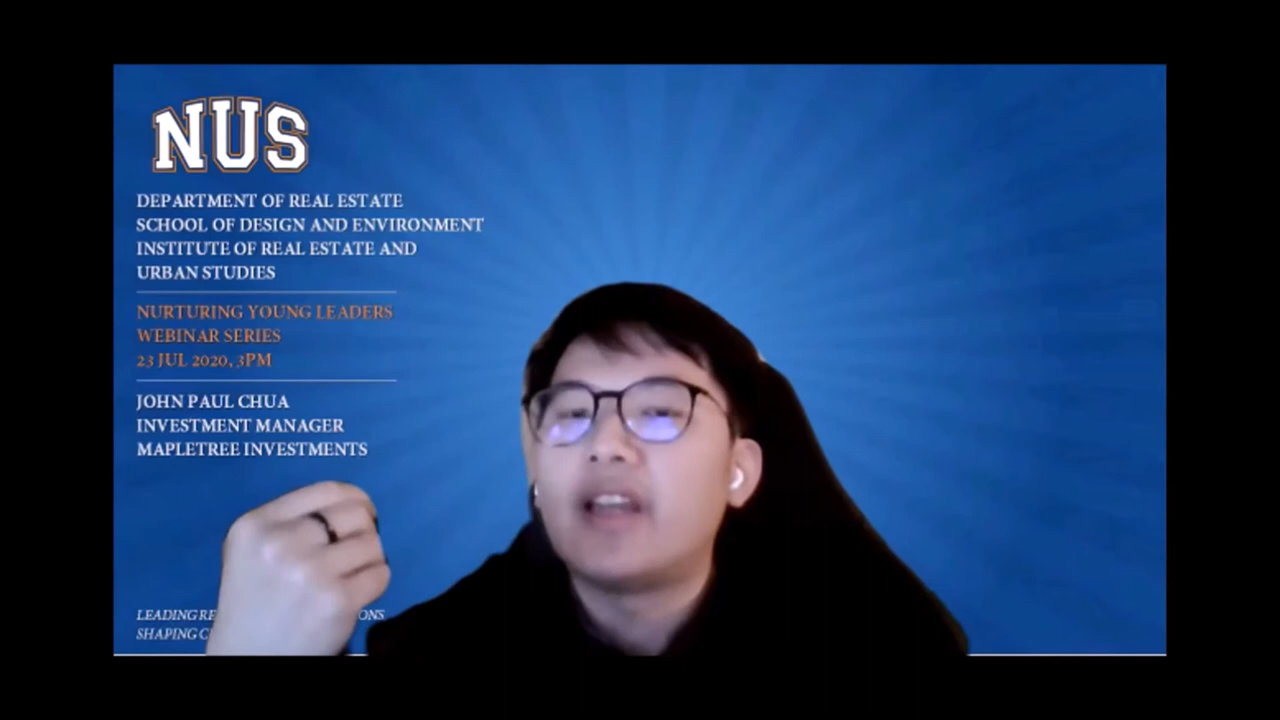 NUS
DEPARTMENT OF REAL ESTATE
SCHOOL OF DESIGN AND ENVIRONMENT
INSTITUTE OF REAL ESTATE AND
URBAN STUDIES
NURTURING YOUNG LEADERS
WEBINAR SERIES
23 JUL 2020, 3PM
JOHN PAUL CHUA
INVESTMENT MANAGER
MAPLETREE INVESTMENTS
LEADING
SHAPING